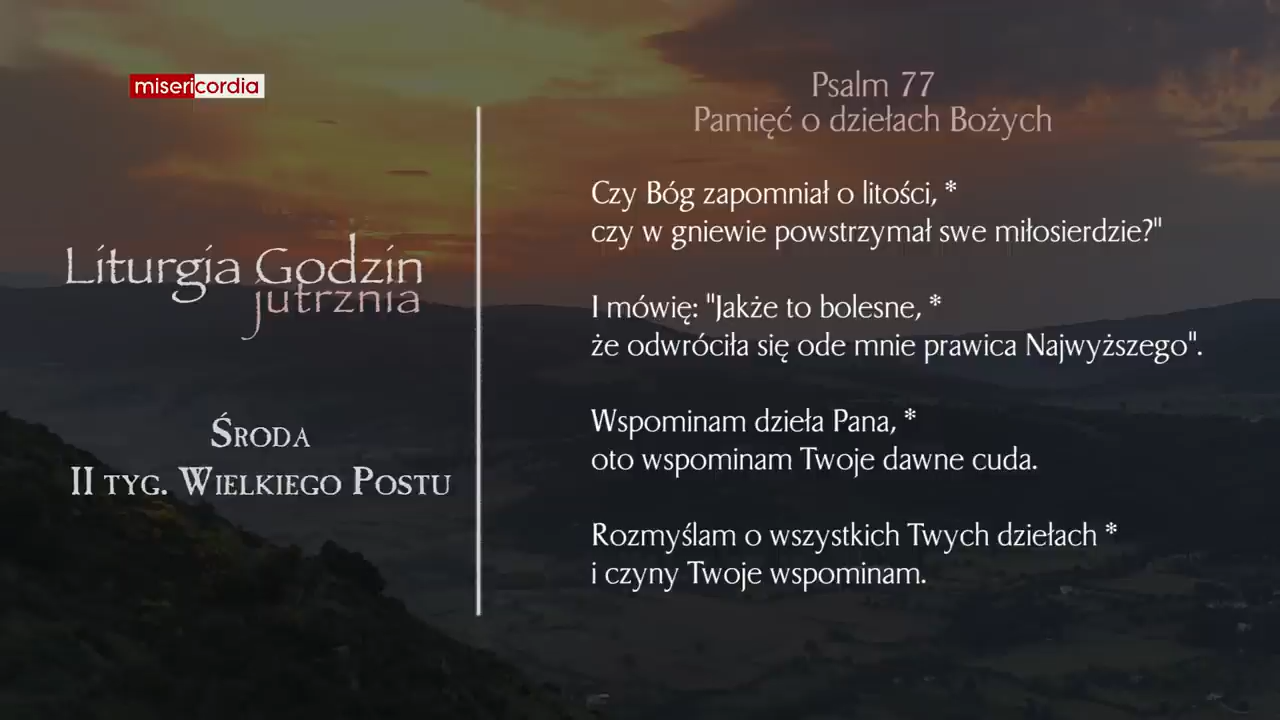 misericordia
Liturgia Godzin
jutrznia
Środa
II tyg. Wielkiego Postu
Psalm 77
Pamięć o dziełach Bożych
Czy Bóg zapomniał o litości, *
czy w gniewie powstrzymał swe miłosierdzie?"
I mówię: "Jakże to bolesne, *
że odwróciła się ode mnie prawica Najwyższego".
Wspominam dzieła Pana, *
oto wspominam Twoje dawne cuda.
Rozmyślam o wszystkich Twych dziełach *
i czyny Twoje wspominam.